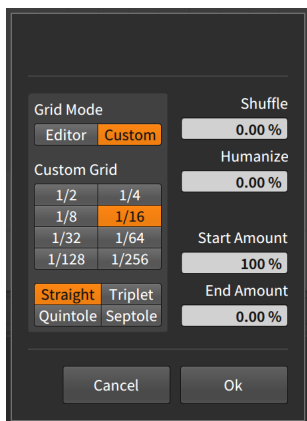 Grid Mode
Editor Custom
Custom Grid
1/2 1/4
1/8 1/16
1/32 1/64
1/128 1/256
Straight Triplet
Quintole Septole
Shuffle
0.00 %
Humanize
0.00 %
Start Amount
100 %
End Amount
0.00 %
Cancel Ok